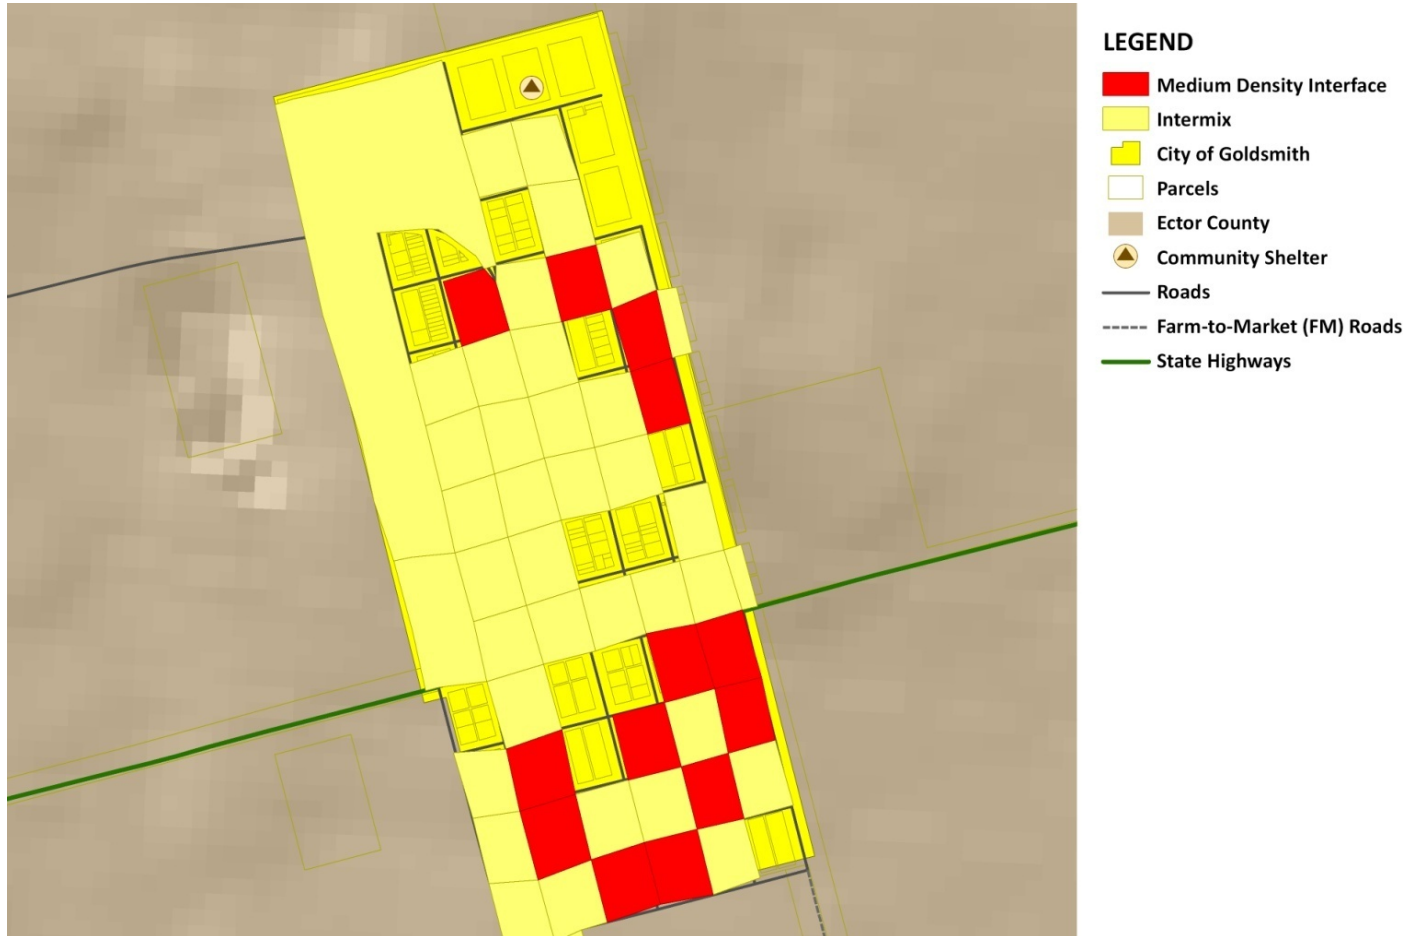 LEGEND
Medium Density Interface
Intermix
City of Goldsmith
Parcels
Ector County
Community Shelter
Roads
Farm-to-Market (FM) Roads
State Highways